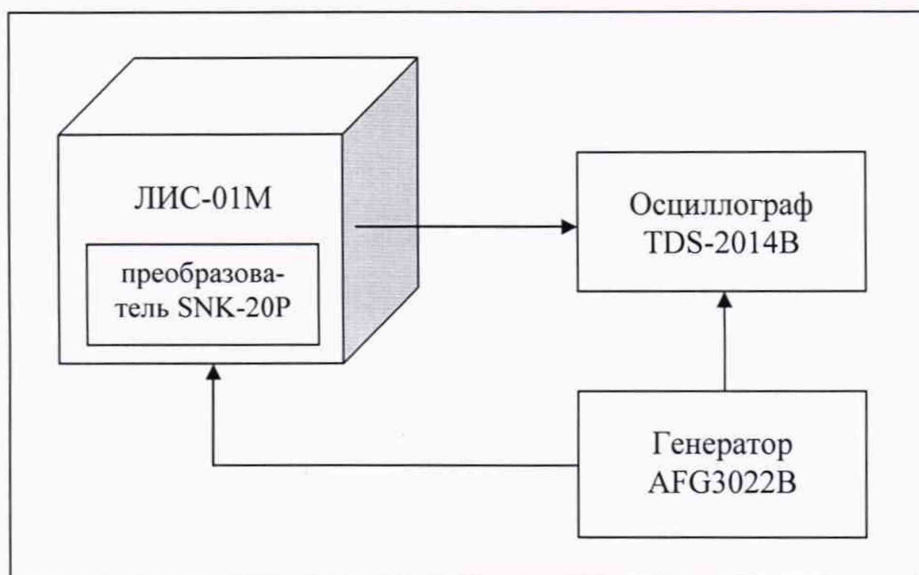 ЛИС-01М
преобразова-
тель SNK-20P
Осциллограф
TDS-2014B
Генератор
AFG3022B